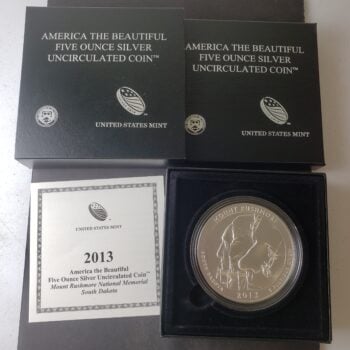 AMERICA THE BEAUTIFUL
FIVE OUNCE SILVER
UNCIRCULATED COIN™
UNITED STATES MINT
AMERICA THE BEAUTIFUL
FIVE OUNCE SILVER
UNCIRCULATED COIN™
UNITED STATES MINT
UNITED STATES MINT
2013
America the Beautiful
Five Ounce Silver Uncirculated Coin™
Mount Rushmore National Memorial
South Dakota
MOUNT RUSHMORE
2013